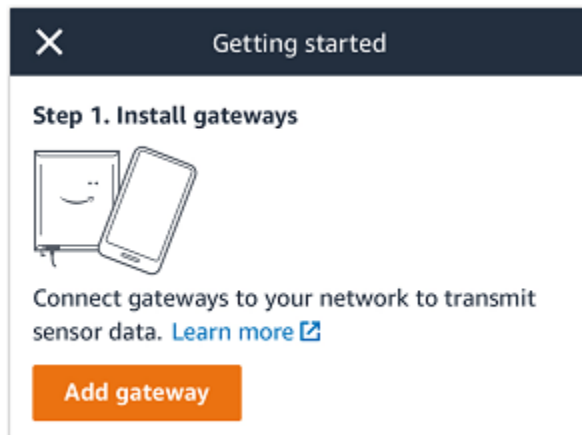 Getting started
Step 1. Install gateways
Connect gateways to your network to transmit
sensor data. Learn more
Add gateway